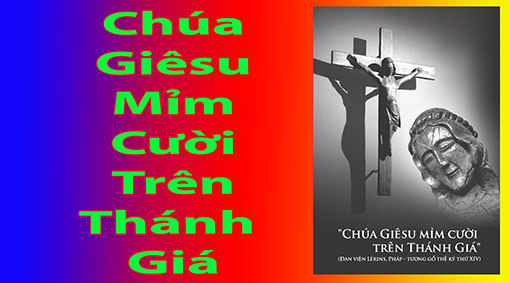 Chúa
Giêsu
Mỉm
Cười
Trên
Thánh
Giá
"CHÚA GIÊSU MỈM CƯỜI
TRÊN THÁNH GIÁ"
(ĐAN VIỆN LÉRINS, PHÁP - TƯỢNG GỖ THẾ KỶ THỨ XIV)